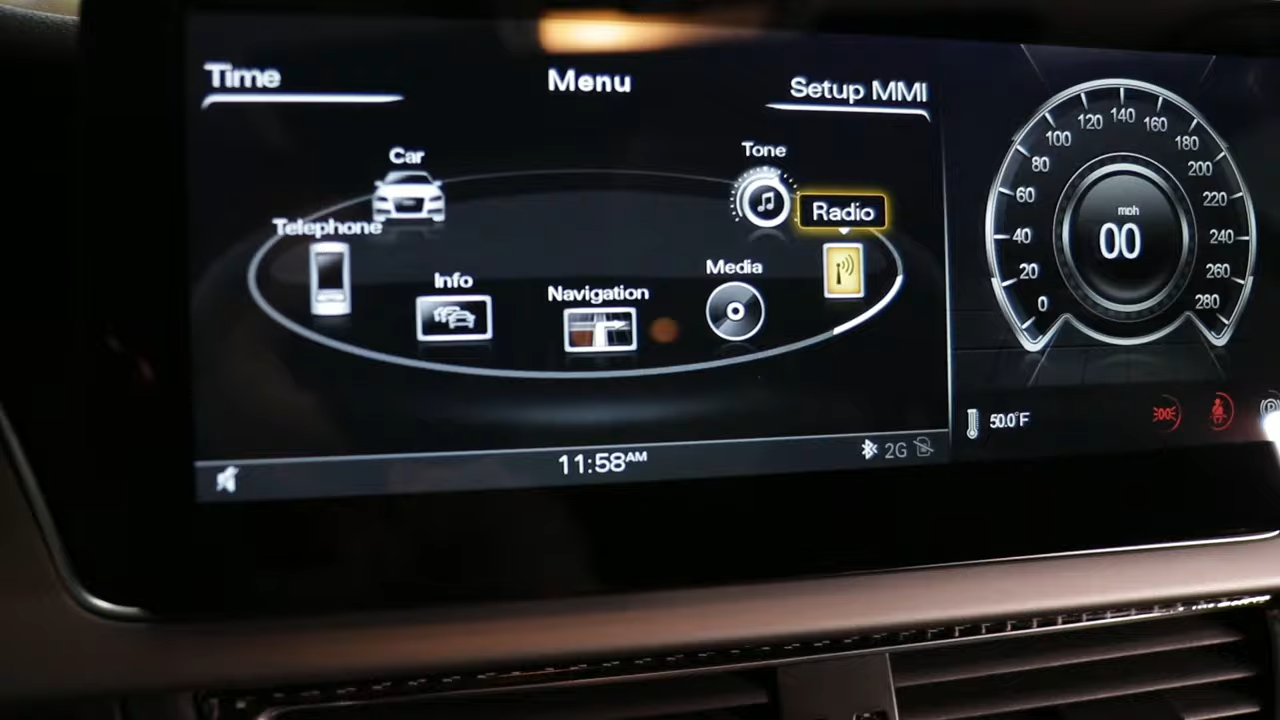 Time
Menu
Setup MMI
Car
Tone
Telephone
Radio
Info
Navigation
Media
11:58AM
2G
0
20
40
60
80
100
120
140
160
180
200
220
240
260
280
mph
00
50.0°F
P